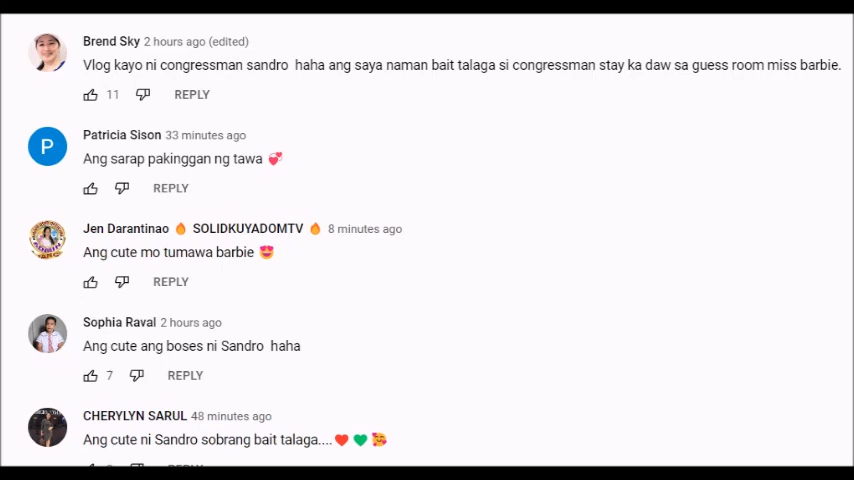 Brend Sky 2 hours ago (edited)
Vlog kayo ni congressman sandro haha ang saya naman bait talaga si congressman stay ka daw sa guess room miss barbie.
11 REPLY
P
Patricia Sison 33 minutes ago
Ang sarap pakinggan ng tawa 💞
REPLY
Jen Darantinao 🔥 SOLIDKUYADOMTV 🔥 8 minutes ago
Ang cute mo tumawa barbie 😍
REPLY
Sophia Raval 2 hours ago
Ang cute ang boses ni Sandro haha
7 REPLY
CHERYLYN SARUL 48 minutes ago
Ang cute ni Sandro sobrang bait talaga....❤️💚🥰